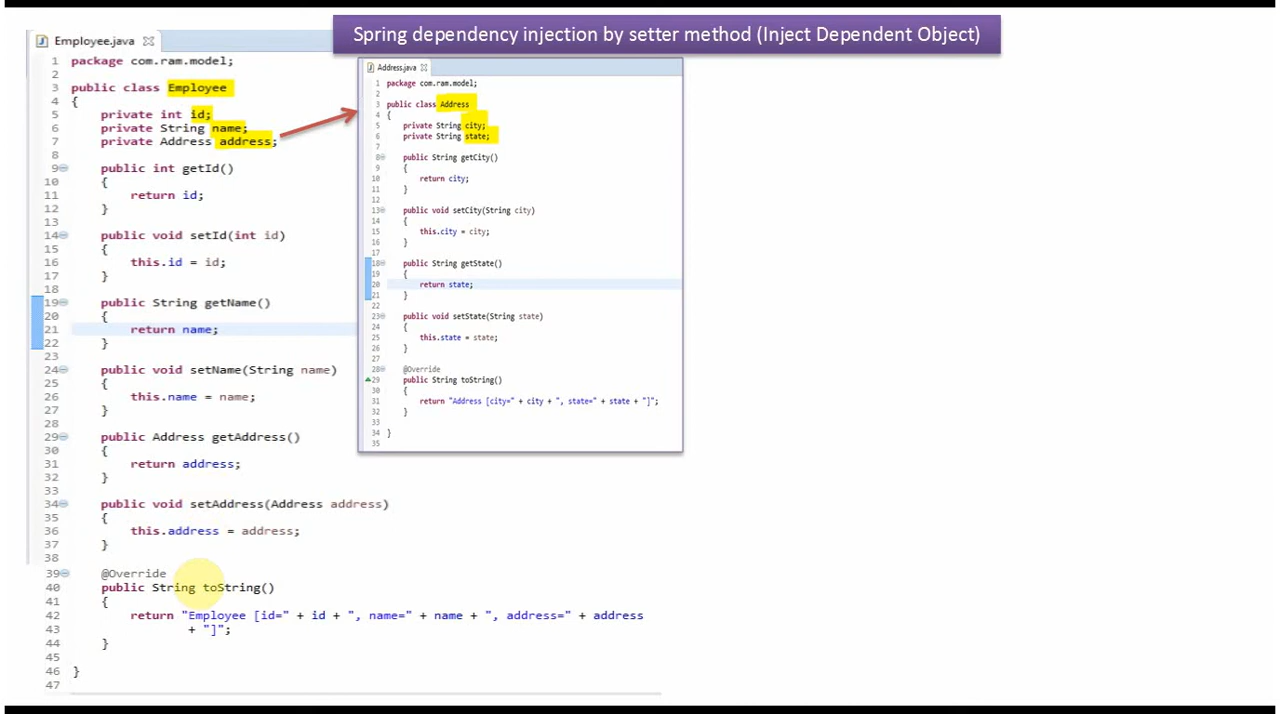 Spring dependency injection by setter method (Inject Dependent Object)
Employee.java
1 package com.ram.model;
2
3 public class Employee
4 {
5 private int id;
6 private String name;
7 private Address address;
8
9 public int getId()
10 {
11 return id;
12 }
13
14 public void setId(int id)
15 {
16 this.id = id;
17 }
18
19 public String getName()
20 {
21 return name;
22 }
23
24 public void setName(String name)
25 {
26 this.name = name;
27 }
28
29 public Address getAddress()
30 {
31 return address;
32 }
33
34 public void setAddress(Address address)
35 {
36 this.address = address;
37 }
38
39 @Override
40 public String toString()
41 {
42 return "Employee [id=" + id + ", name=" + name + ", address=" + address
43 + "]";
44 }
45
46 }
47
Address.java
1 package com.ram.model;
2
3 public class Address
4 {
5 private String city;
6 private String state;
7
8 public String getCity()
9 {
10 return city;
11 }
12
13 public void setCity(String city)
14 {
15 this.city = city;
16 }
17
18 public String getState()
19 {
20 return state;
21 }
22
23 public void setState(String state)
24 {
25 this.state = state;
26 }
27
28 @Override
29 public String toString()
30 {
31 return "Address [city=" + city + ", state=" + state + "]";
32 }
33
34 }
35